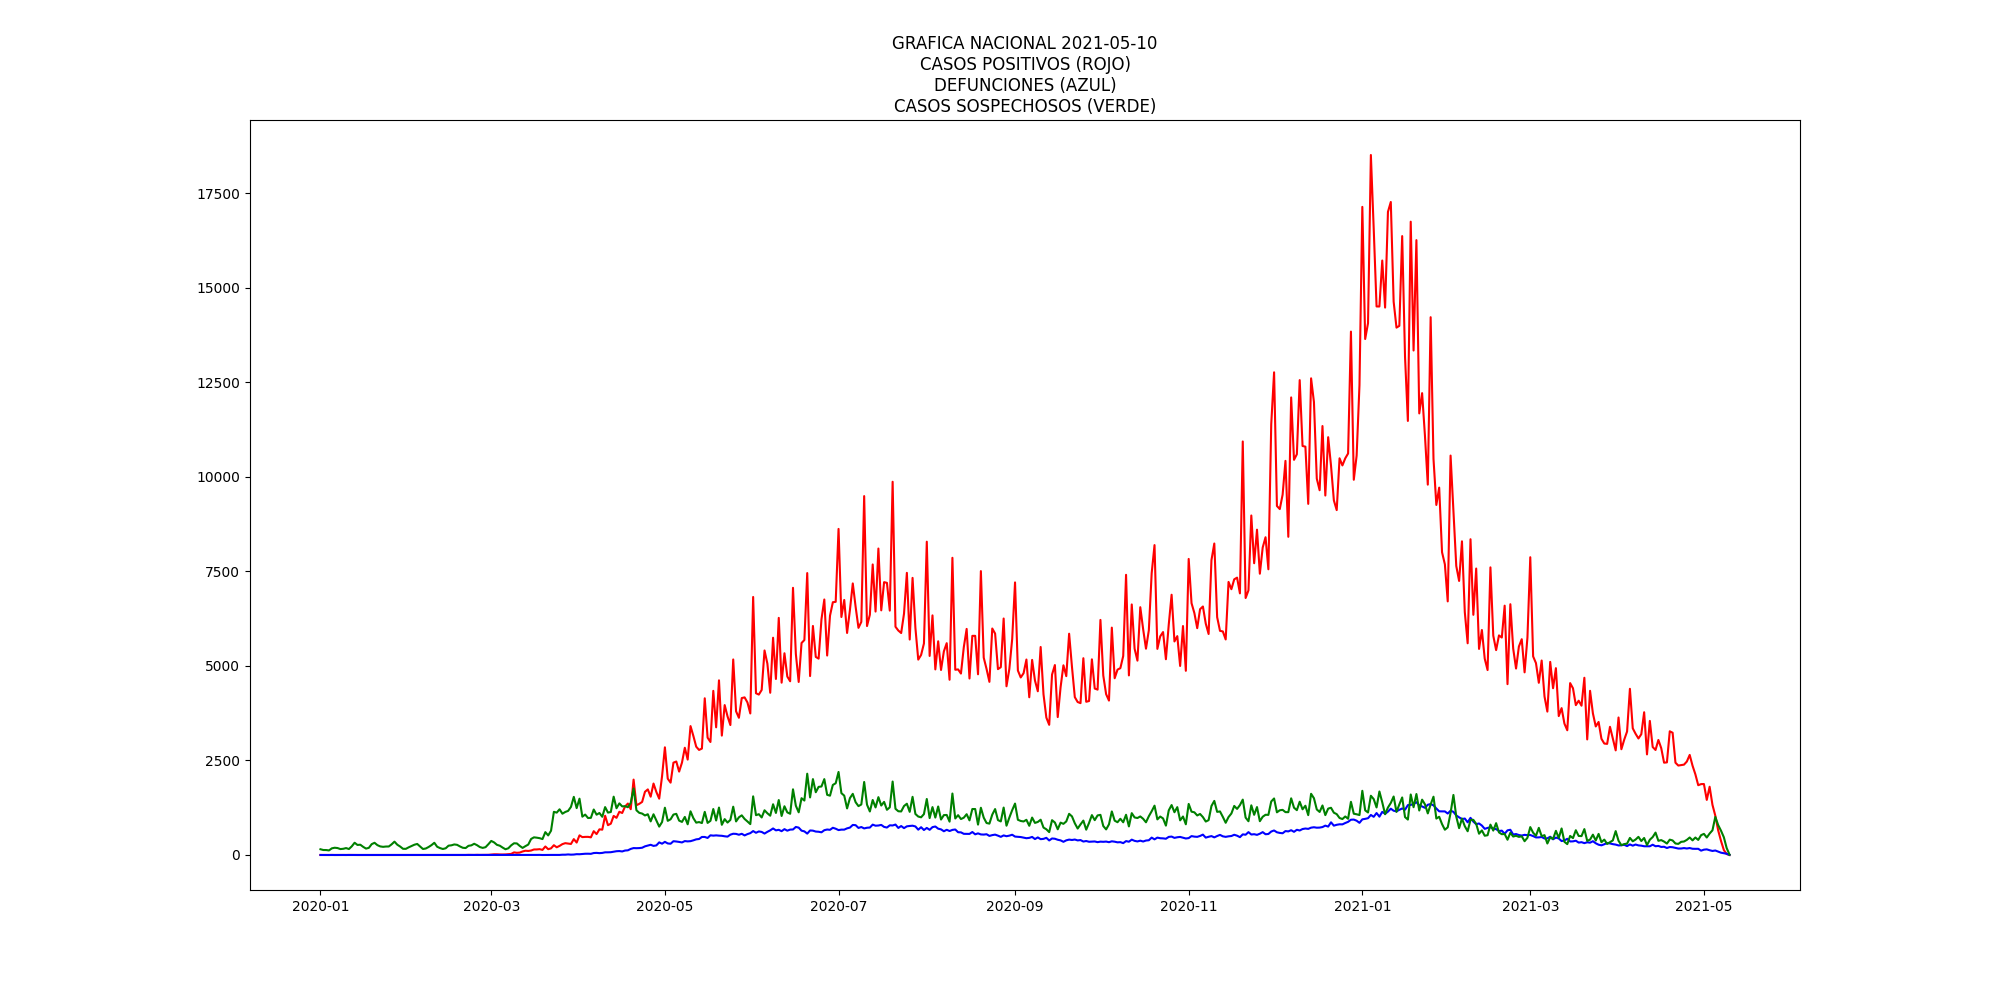 GRAFICA NACIONAL 2021-05-10
CASOS POSITIVOS (ROJO)
DEFUNCIONES (AZUL)
CASOS SOSPECHOSOS (VERDE)
17500
15000
12500
10000
7500
5000
2500
0
2020-01 2020-03 2020-05 2020-07 2020-09 2020-11 2021-01 2021-03 2021-05